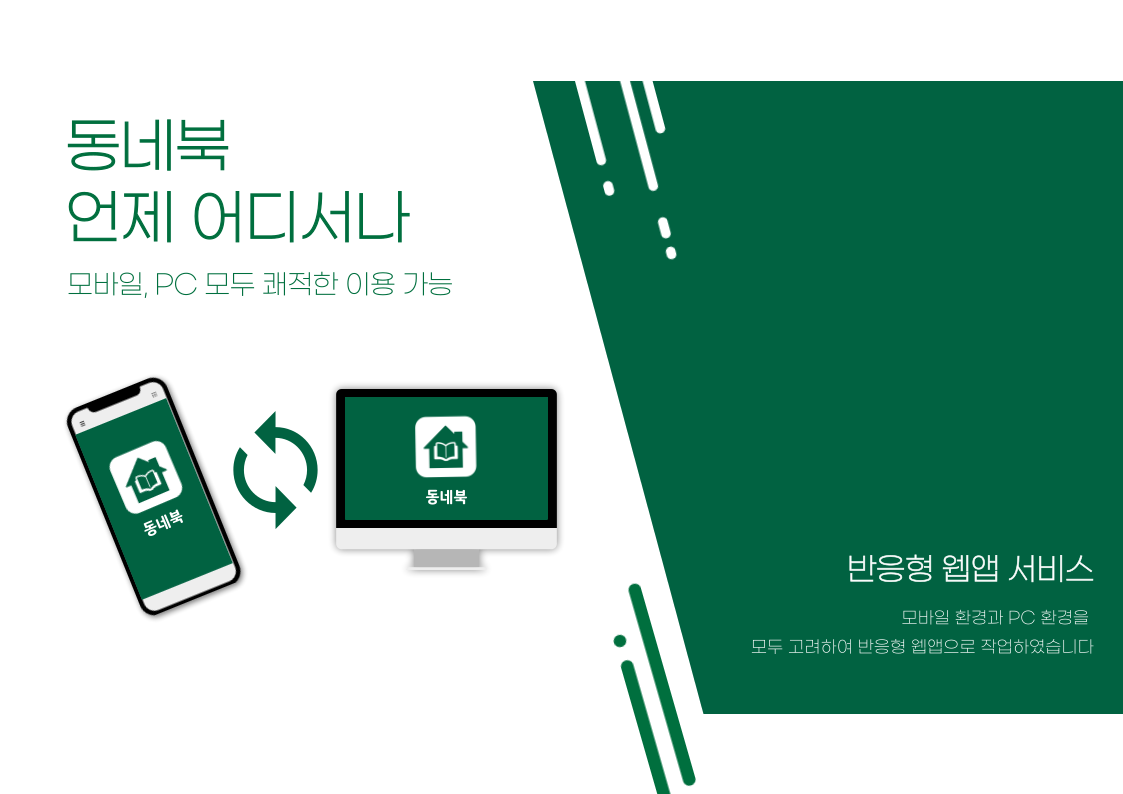 동네북
언제 어디서나
모바일, PC 모두 쾌적한 이용 가능
동네북
동네북
반응형 웹앱 서비스
모바일 환경과 PC 환경을
모두 고려하여 반응형 웹앱으로 작업하였습니다